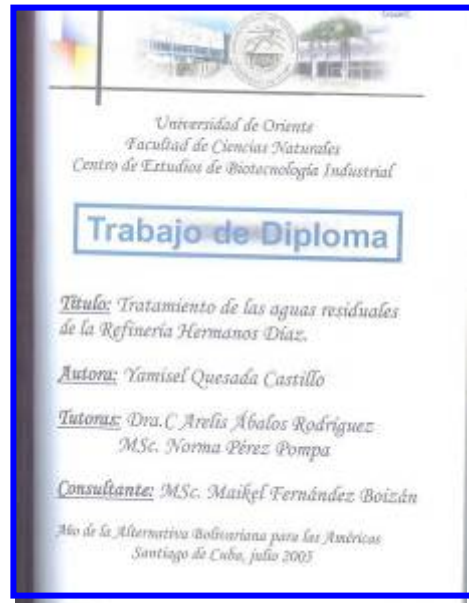 Universidad de Oriente
Facultad de Ciencias Naturales
Centro de Estudios de Biotecnología Industrial
Trabajo de Diploma
Título: Tratamiento de las aguas residuales
de la Refinería Hermanos Díaz.
Autora: Yamisel Quesada Castillo
Tutoras: Dra.C Arelis Ábalos Rodríguez
MSc. Norma Pérez Pompa
Consultante: MSc. Maikel Fernández Boizán
Año de la Alternativa Bolivariana para las Américas
Santiago de Cuba, julio 2005